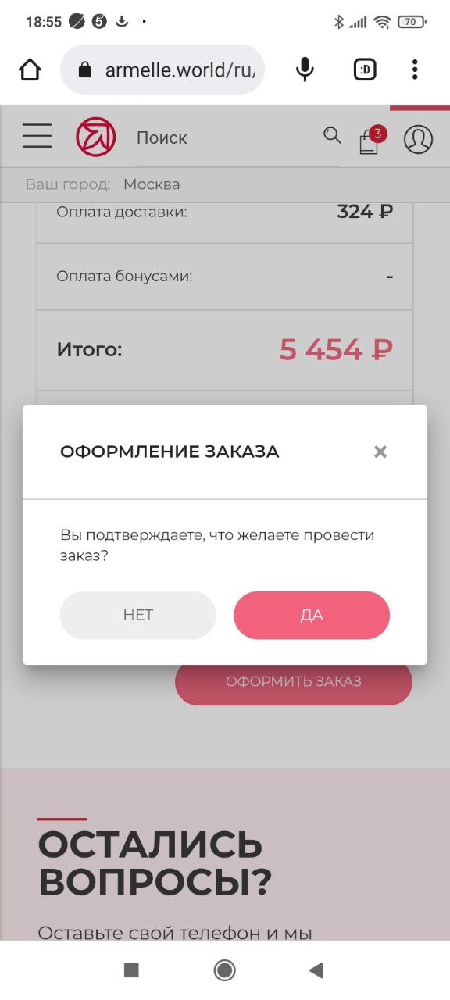 18:55
70
armelle.world/ru/
:D
Поиск
3
Ваш город: Москва
Оплата доставки: 324 ₽
Оплата бонусами: -
Итого: 5 454 ₽
ОФОРМЛЕНИЕ ЗАКАЗА
Вы подтверждаете, что желаете провести
заказ?
НЕТ ДА
ОФОРМИТЬ ЗАКАЗ
ОСТАЛИСЬ
ВОПРОСЫ?
Оставьте свой телефон и мы